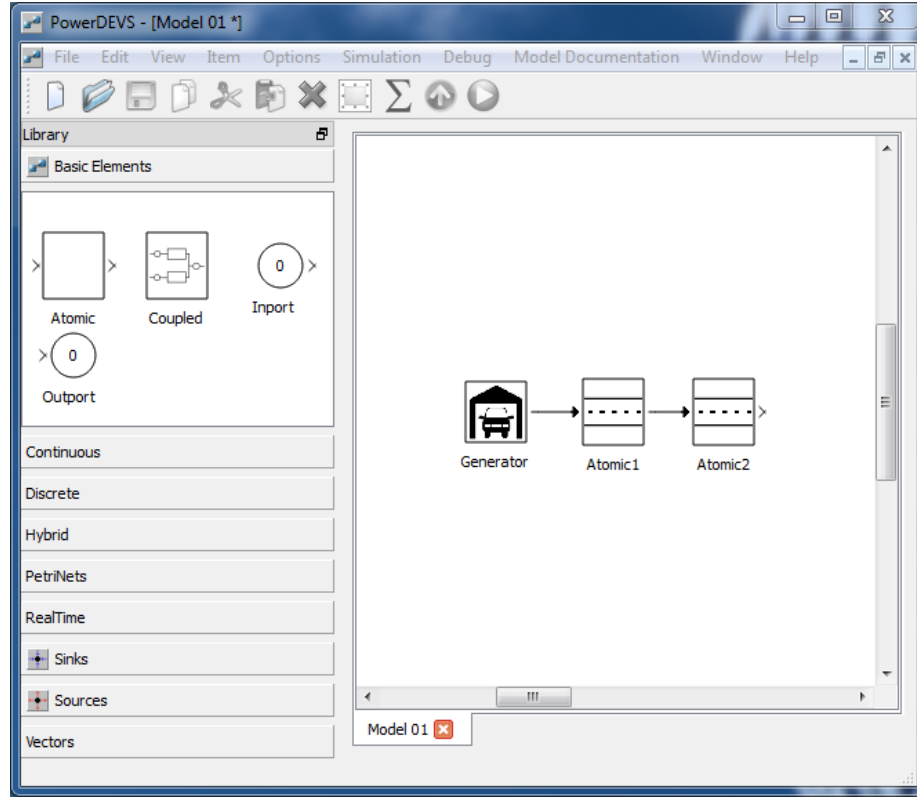 PowerDEVS - [Model 01 *]
File Edit View Item Options Simulation Debug Model Documentation Window Help
Library
Basic Elements
Atomic Coupled Inport
0
Outport
0
Continuous
Discrete
Hybrid
PetriNets
RealTime
Sinks
Sources
Vectors
Generator Atomic1 Atomic2
Model 01